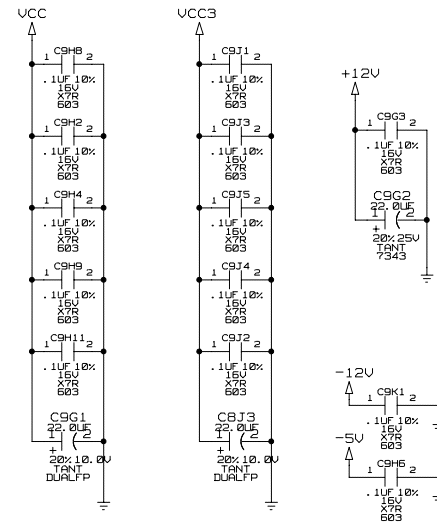 VCC
1 C9H8 2
.1UF 10%
16V
X7R
603
1 C9H2 2
.1UF 10%
16V
X7R
603
1 C9H4 2
.1UF 10%
16V
X7R
603
1 C9H9 2
.1UF 10%
16V
X7R
603
1 C9H11 2
.1UF 10%
16V
X7R
603
C9G1
22.0UF
1 2
+
20% 10.0V
TANT
DUALFP
VCC3
1 C9J1 2
.1UF 10%
16V
X7R
603
1 C9J3 2
.1UF 10%
16V
X7R
603
1 C9J5 2
.1UF 10%
16V
X7R
603
1 C9J4 2
.1UF 10%
16V
X7R
603
1 C9J2 2
.1UF 10%
16V
X7R
603
C8J3
22.0UF
1 2
+
20% 10.0V
TANT
DUALFP
+12V
1 C9G3 2
.1UF 10%
16V
X7R
603
C9G2
22.0UF
1 2
+
20% 25V
TANT
7343
-12V
1 C9K1 2
.1UF 10%
16V
X7R
603
-5V
1 C9H6 2
.1UF 10%
16V
X7R
603